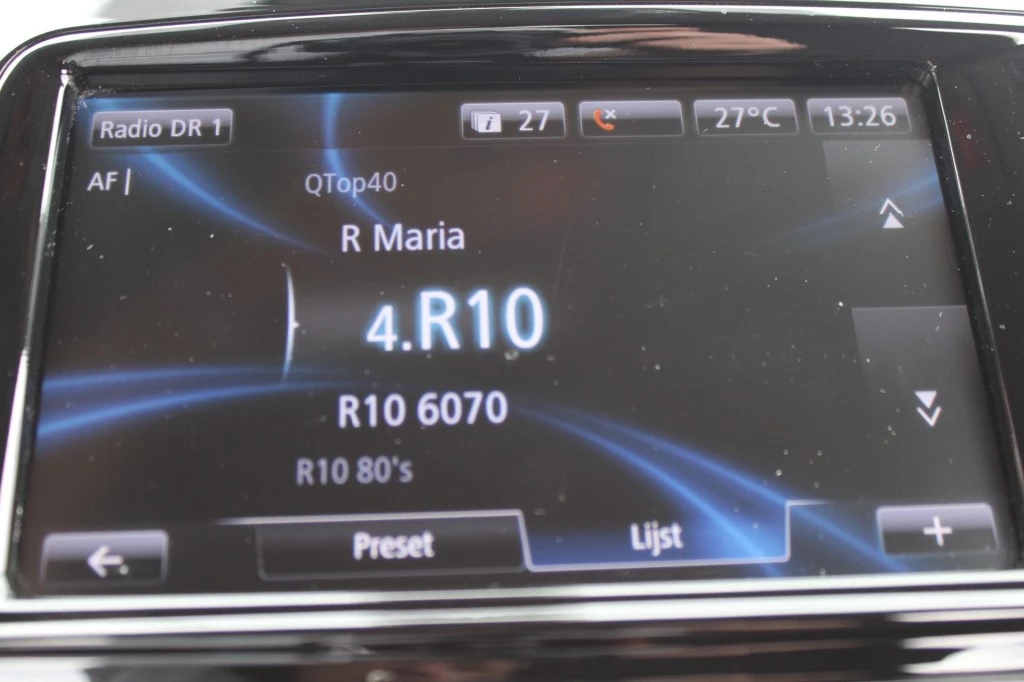 Radio DR 1
i 27
27°C
13:26
AF |
QTop40
R Maria
4.R10
R10 6070
R10 80's
Preset
Lijst
+